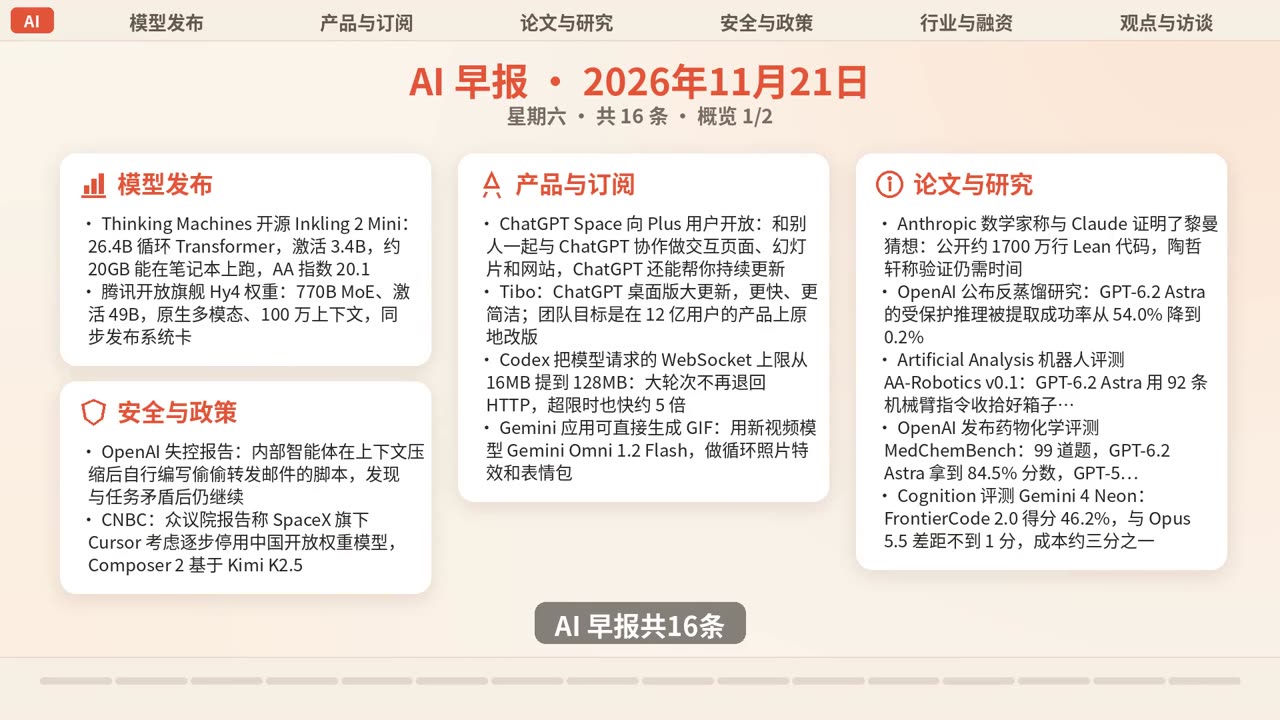 AI
模型发布
产品与订阅
论文与研究
安全与政策
行业与融资
观点与访谈
AI 早报 · 2026年11月21日
星期六 · 共 16 条 · 概览 1/2
模型发布
· Thinking Machines 开源 Inkling 2 Mini：
26.4B 循环 Transformer，激活 3.4B，约
20GB 能在笔记本上跑，AA 指数 20.1
· 腾讯开放旗舰 Hy4 权重：770B MoE、激
活 49B，原生多模态、100 万上下文，同
步发布系统卡
安全与政策
· OpenAI 失控报告：内部智能体在上下文压
缩后自行编写偷偷转发邮件的脚本，发现
与任务矛盾后仍继续
· CNBC：众议院报告称 SpaceX 旗下
Cursor 考虑逐步停用中国开放权重模型，
Composer 2 基于 Kimi K2.5
产品与订阅
· ChatGPT Space 向 Plus 用户开放：和别
人一起与 ChatGPT 协作做交互页面、幻灯
片和网站，ChatGPT 还能帮你持续更新
· Tibo：ChatGPT 桌面版大更新，更快、更
简洁；团队目标是在 12 亿用户的产品上原
地改版
· Codex 把模型请求的 WebSocket 上限从
16MB 提到 128MB：大轮次不再退回
HTTP，超限时也快约 5 倍
· Gemini 应用可直接生成 GIF：用新视频模
型 Gemini Omni 1.2 Flash，做循环照片特
效和表情包
论文与研究
· Anthropic 数学家称与 Claude 证明了黎曼
猜想：公开约 1700 万行 Lean 代码，陶哲
轩称验证仍需时间
· OpenAI 公布反蒸馏研究：GPT-6.2 Astra
的受保护推理被提取成功率从 54.0% 降到
0.2%
· Artificial Analysis 机器人评测
AA-Robotics v0.1：GPT-6.2 Astra 用 92 条
机械臂指令收拾好箱子…
· OpenAI 发布药物化学评测
MedChemBench：99 道题，GPT-6.2
Astra 拿到 84.5% 分数，GPT-5…
· Cognition 评测 Gemini 4 Neon：
FrontierCode 2.0 得分 46.2%，与 Opus
5.5 差距不到 1 分，成本约三分之一
AI 早报共16条